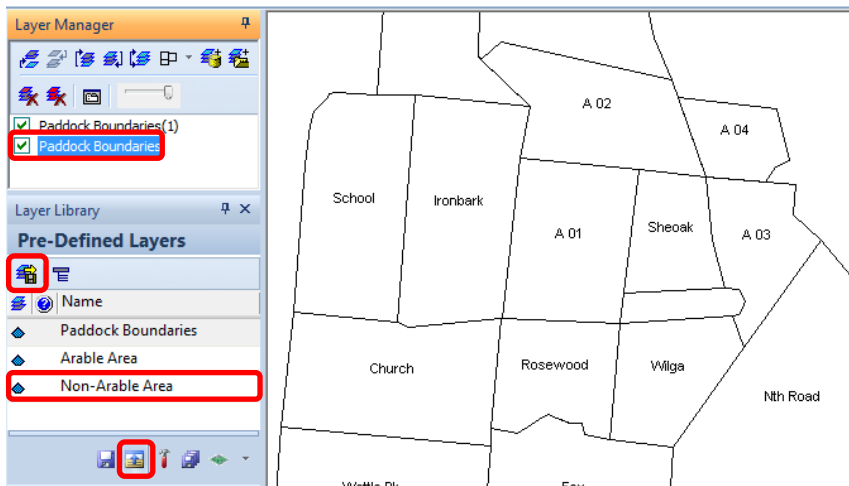 Layer Manager
Paddock Boundaries(1)
Paddock Boundaries
Layer Library
Pre-Defined Layers
Name
Paddock Boundaries
Arable Area
Non-Arable Area
A 02
A 04
School
Ironbark
A 01
Sheoak
A 03
Church
Rosewood
Wilga
Nth Road